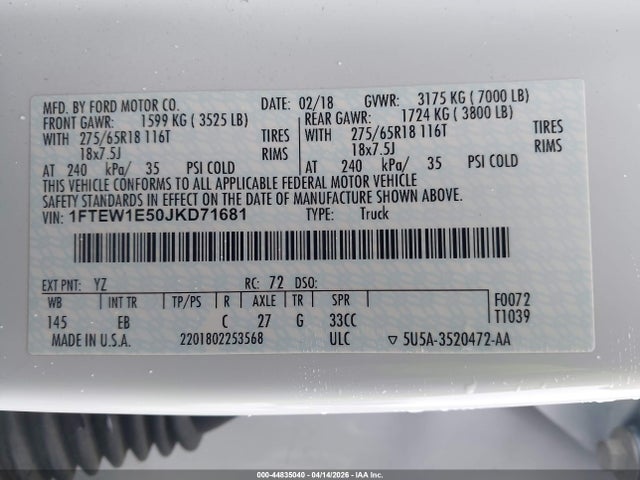 MFD. BY FORD MOTOR CO. DATE: 02/18 GVWR: 3175 KG ( 7000 LB)
FRONT GAWR: 1599 KG ( 3525 LB) REAR GAWR: 1724 KG ( 3800 LB)
WITH 275/65R18 116T TIRES WITH 275/65R18 116T TIRES
18x7.5J RIMS 18x7.5J RIMS
AT 240 kPa/ 35 PSI COLD AT 240 kPa/ 35 PSI COLD
THIS VEHICLE CONFORMS TO ALL APPLICABLE FEDERAL MOTOR VEHICLE
SAFETY STANDARDS IN EFFECT ON THE DATE OF MANUFACTURE SHOWN ABOVE.
VIN: 1FTEW1E50JKD71681 TYPE: Truck
EXT PNT: YZ RC: 72 DSO:
WB INT TR TP/PS R AXLE TR SPR F0072
145 EB C 27 G 33CC T1039
MADE IN U.S.A. 2201802253568 ULC ▽ 5U5A-3520472-AA
000-44835040 - 04/14/2026 - IAAI